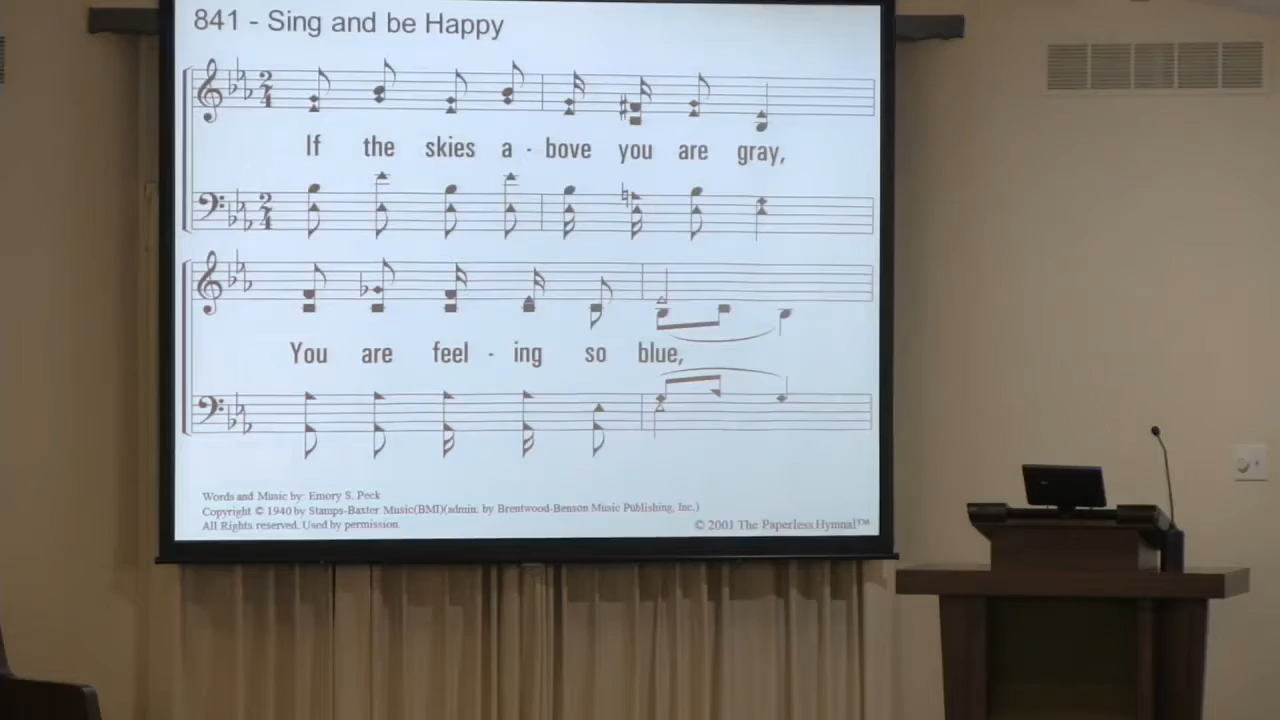 841 - Sing and be Happy
If the skies a - bove you are gray,
You are feel - ing so blue,
Words and Music by: Emory S. Peck
Copyright © 1940 by Stamps-Baxter Music(BMI)(admin. by Brentwood-Benson Music Publishing, Inc.)
All Rights reserved. Used by permission.
© 2001 The Paperless Hymnal™